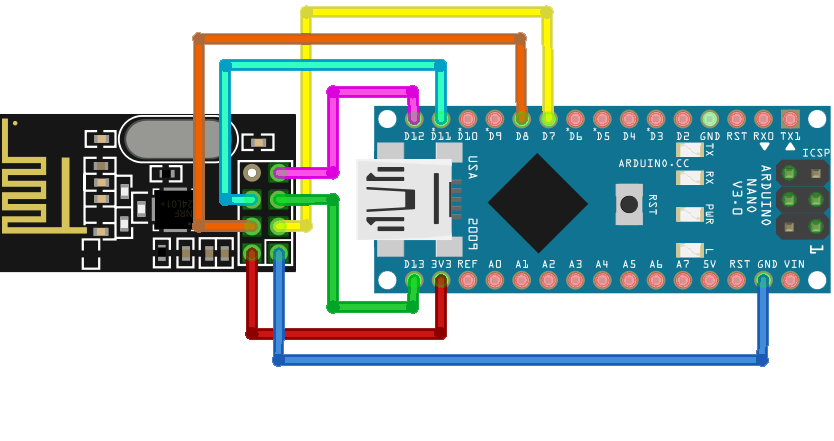 D12 D11 D10 D9 D8 D7 D6 D5 D4 D3 D2 GND RST RX0 TX1
TX
RX
PWR
L
ARDUINO.CC
RST
USA
2009
ARDUINO
NANO
V3.0
ICSP
1
NRF
24L01+
D13 3V3 REF A0 A1 A2 A3 A4 A5 A6 A7 5V RST GND VIN